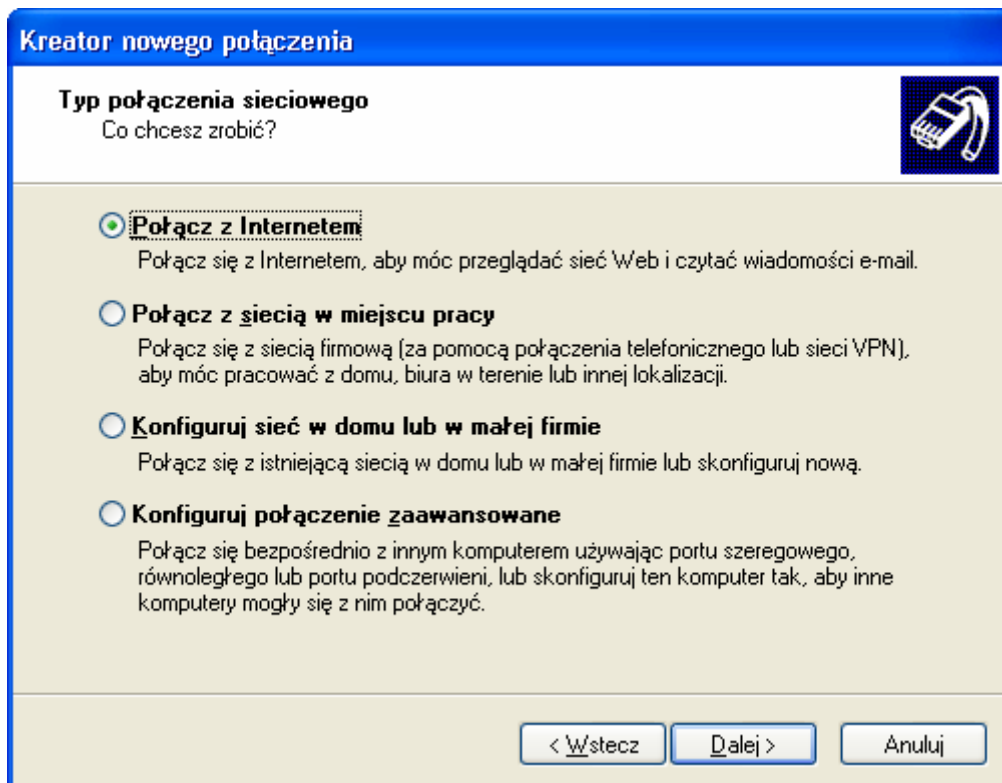 Kreator nowego połączenia
Typ połączenia sieciowego
Co chcesz zrobić?
Połącz z Internetem
Połącz się z Internetem, aby móc przeglądać sieć Web i czytać wiadomości e-mail.
Połącz z siecią w miejscu pracy
Połącz się z siecią firmową (za pomocą połączenia telefonicznego lub sieci VPN),
aby móc pracować z domu, biura w terenie lub innej lokalizacji.
Konfiguruj sieć w domu lub w małej firmie
Połącz się z istniejącą siecią w domu lub w małej firmie lub skonfiguruj nową.
Konfiguruj połączenie zaawansowane
Połącz się bezpośrednio z innym komputerem używając portu szeregowego,
równoległego lub portu podczerwieni, lub skonfiguruj ten komputer tak, aby inne
komputery mogły się z nim połączyć.
< Wstecz Dalej > Anuluj